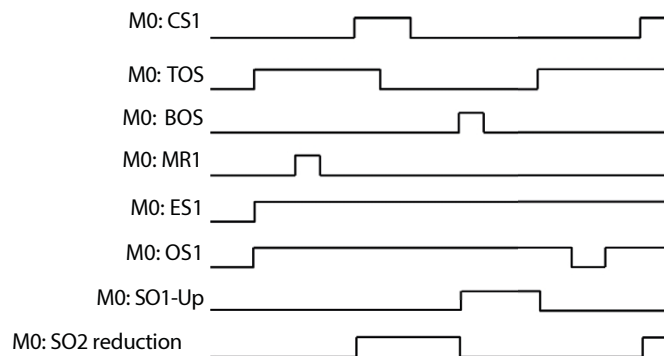 M0: CS1
M0: TOS
M0: BOS
M0: MR1
M0: ES1
M0: OS1
M0: SO1-Up
M0: SO2 reduction